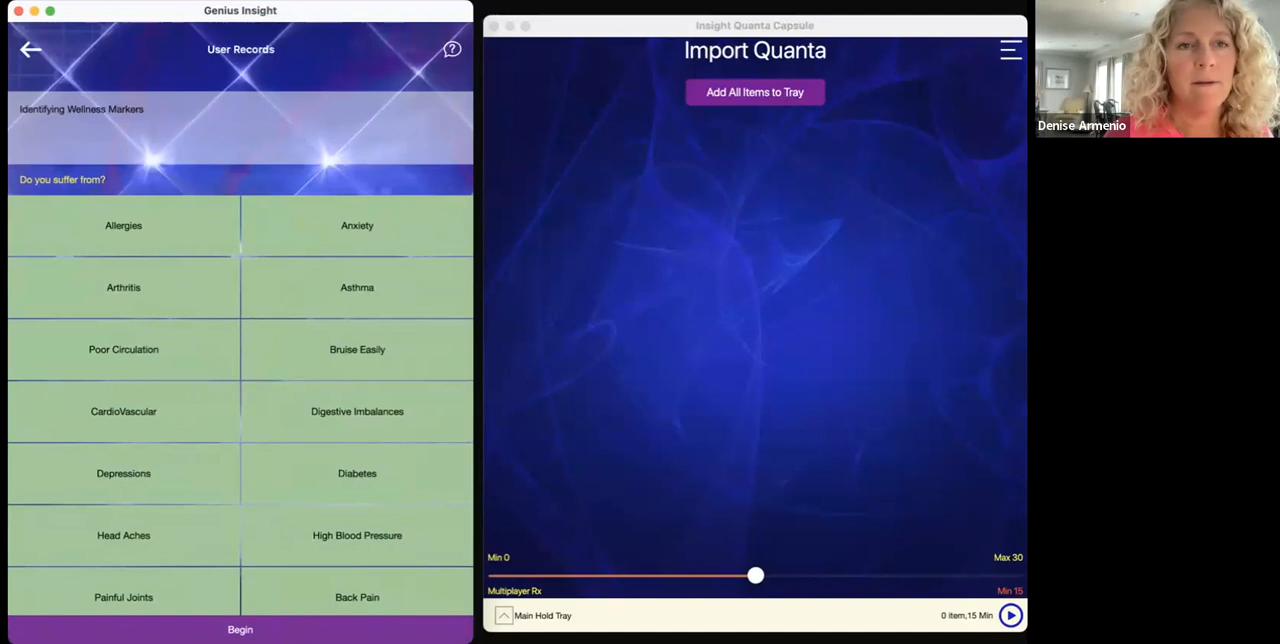 Genius Insight
User Records
Identifying Wellness Markers
Do you suffer from?
Allergies
Anxiety
Arthritis
Asthma
Poor Circulation
Bruise Easily
CardioVascular
Digestive Imbalances
Depressions
Diabetes
Head Aches
High Blood Pressure
Painful Joints
Back Pain
Begin
Insight Quanta Capsule
Import Quanta
Add All Items to Tray
Min 0
Max 30
Multiplayer Rx
Min 15
Main Hold Tray
0 item,15 Min
Denise Armenio